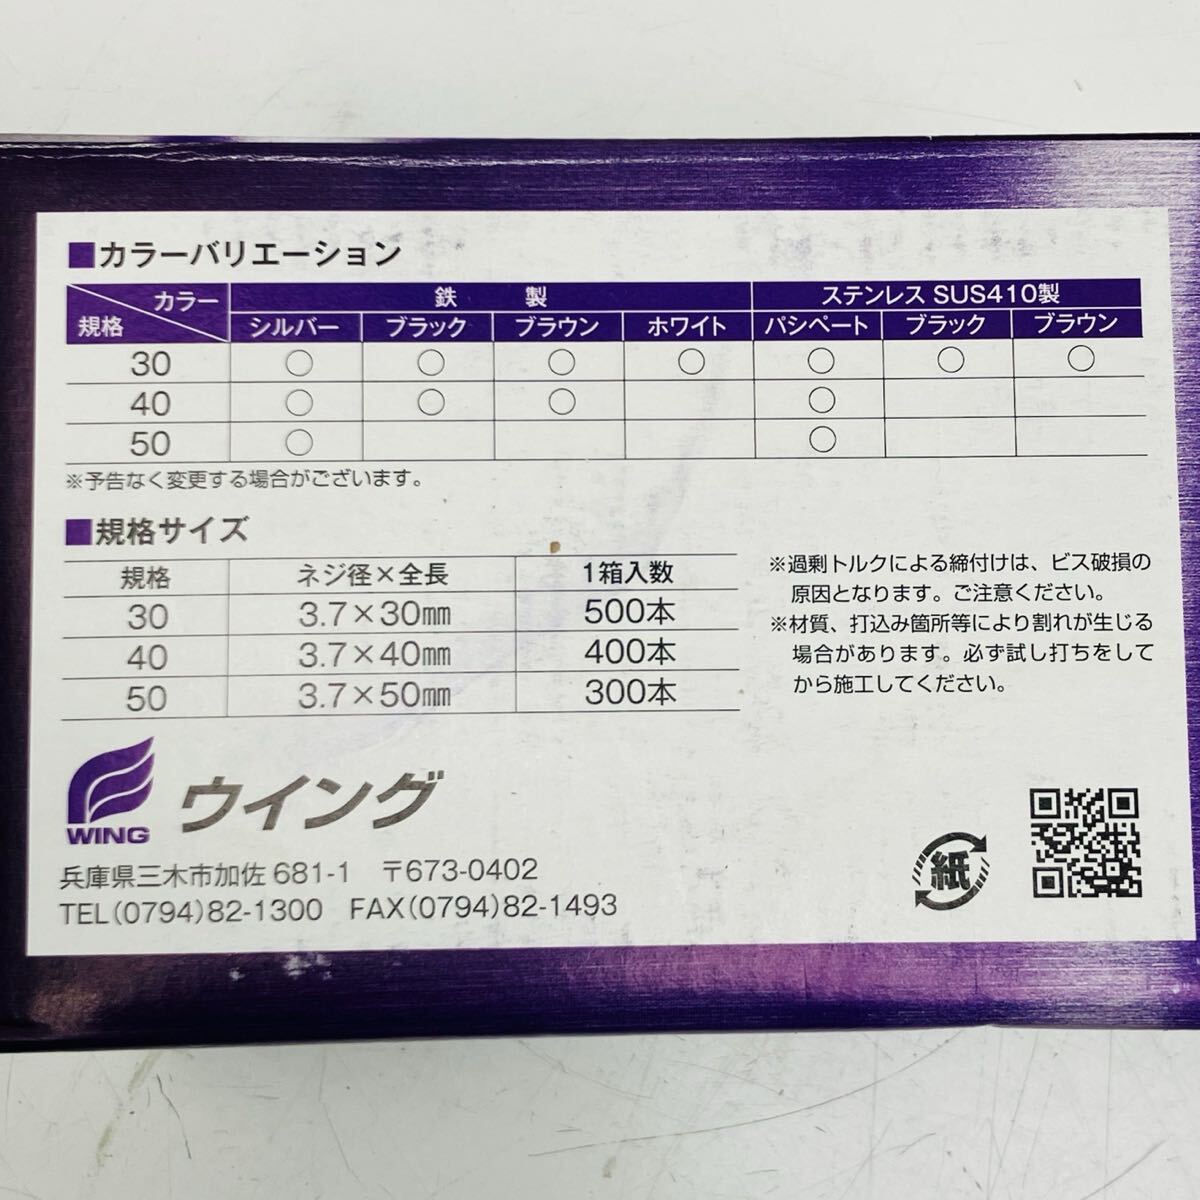 ■カラーバリエーション
カラー 鉄 製 ステンレス SUS410製
規格 シルバー ブラック ブラウン ホワイト パシペート ブラック ブラウン
30 ○ ○ ○ ○ ○ ○ ○
40 ○ ○ ○ ○
50 ○ ○
※予告なく変更する場合がございます。
■規格サイズ
規格 ネジ径×全長 1箱入数
30 3.7×30㎜ 500本
40 3.7×40㎜ 400本
50 3.7×50㎜ 300本
※過剰トルクによる締付けは、ビス破損の
原因となります。ご注意ください。
※材質、打込み箇所等により割れが生じる
場合があります。必ず試し打ちをして
から施工してください。
WING
ウイング
兵庫県三木市加佐 681-1 〒673-0402
TEL(0794)82-1300 FAX(0794)82-1493
紙